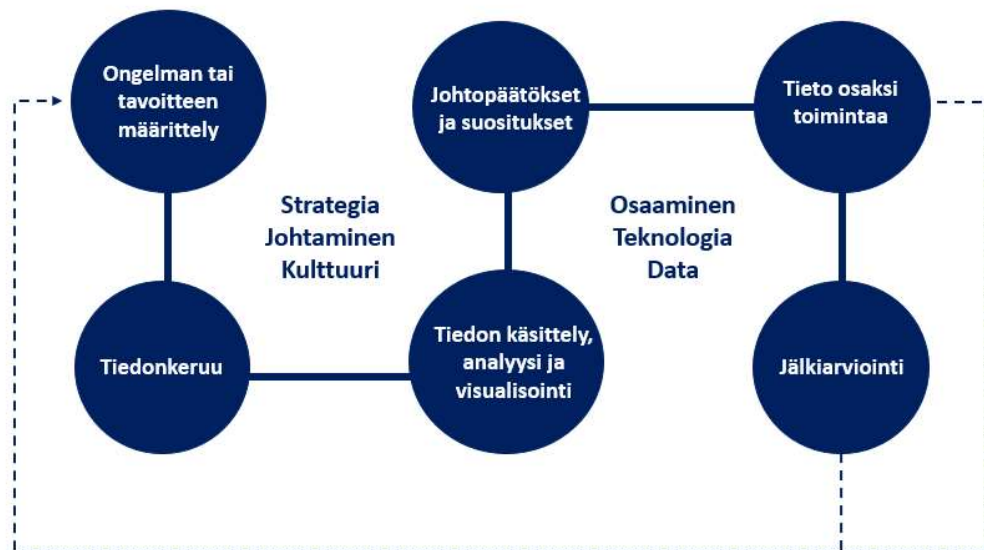 Ongelman tai
tavoitteen
määrittely
Johtopäätökset
ja suositukset
Tieto osaksi
toimintaa
Strategia
Johtaminen
Kulttuuri
Osaaminen
Teknologia
Data
Tiedonkeruu
Tiedon käsittely,
analyysi ja
visualisointi
Jälkiarviointi